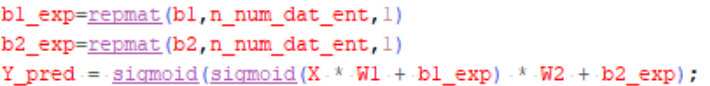 b1_exp=repmat(b1,n_num_dat_ent,1)
b2_exp=repmat(b2,n_num_dat_ent,1)
Y_pred = sigmoid(sigmoid(X * W1 + b1_exp) * W2 + b2_exp);